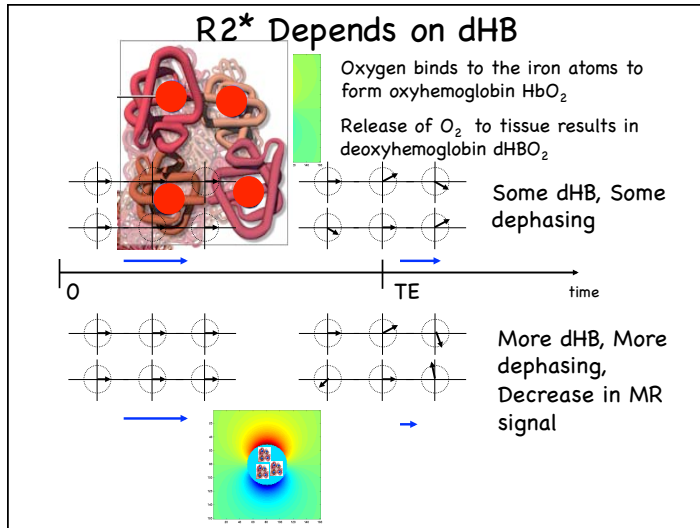 R2* Depends on dHB
Oxygen binds to the iron atoms to
form oxyhemoglobin HbO₂
Release of O₂ to tissue results in
deoxyhemoglobin dHBO₂
Some dHB, Some
dephasing
0
TE
time
More dHB, More
dephasing,
Decrease in MR
signal